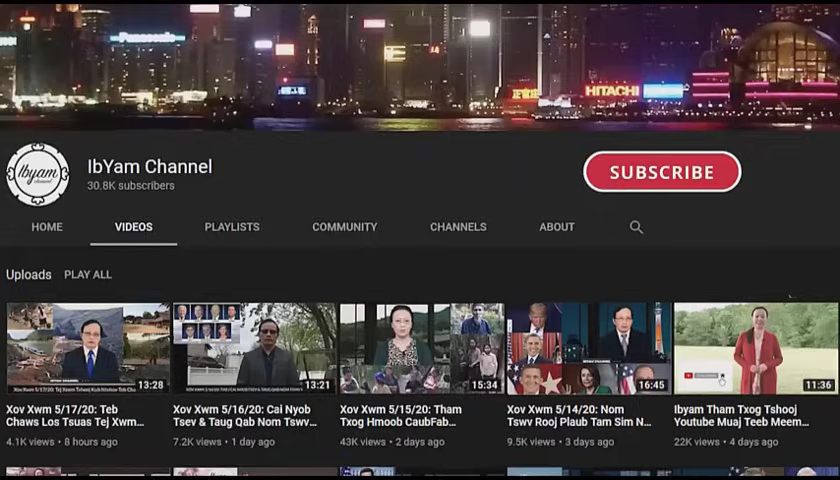 Panasonic
HITACHI
Ibyam
channel
IbYam Channel
30.8K subscribers
SUBSCRIBE
HOME
VIDEOS
PLAYLISTS
COMMUNITY
CHANNELS
ABOUT
Uploads
PLAY ALL
13:28
13:21
15:34
16:45
11:36
Xov Xwm 5/17/20: Teb
Chaws Los Tsuas Tej Xwm...
4.1K views • 8 hours ago
Xov Xwm 5/16/20: Cai Nyob
Tsev & Taug Qab Nom Tswv...
7.2K views • 1 day ago
Xov Xwm 5/15/20: Tham
Txog Hmoob CaubFab...
43K views • 2 days ago
Xov Xwm 5/14/20: Nom
Tswv Rooj Plaub Tam Sim N...
9.5K views • 3 days ago
Ibyam Tham Txog Tshooj
Youtube Muaj Teeb Meem...
22K views • 4 days ago